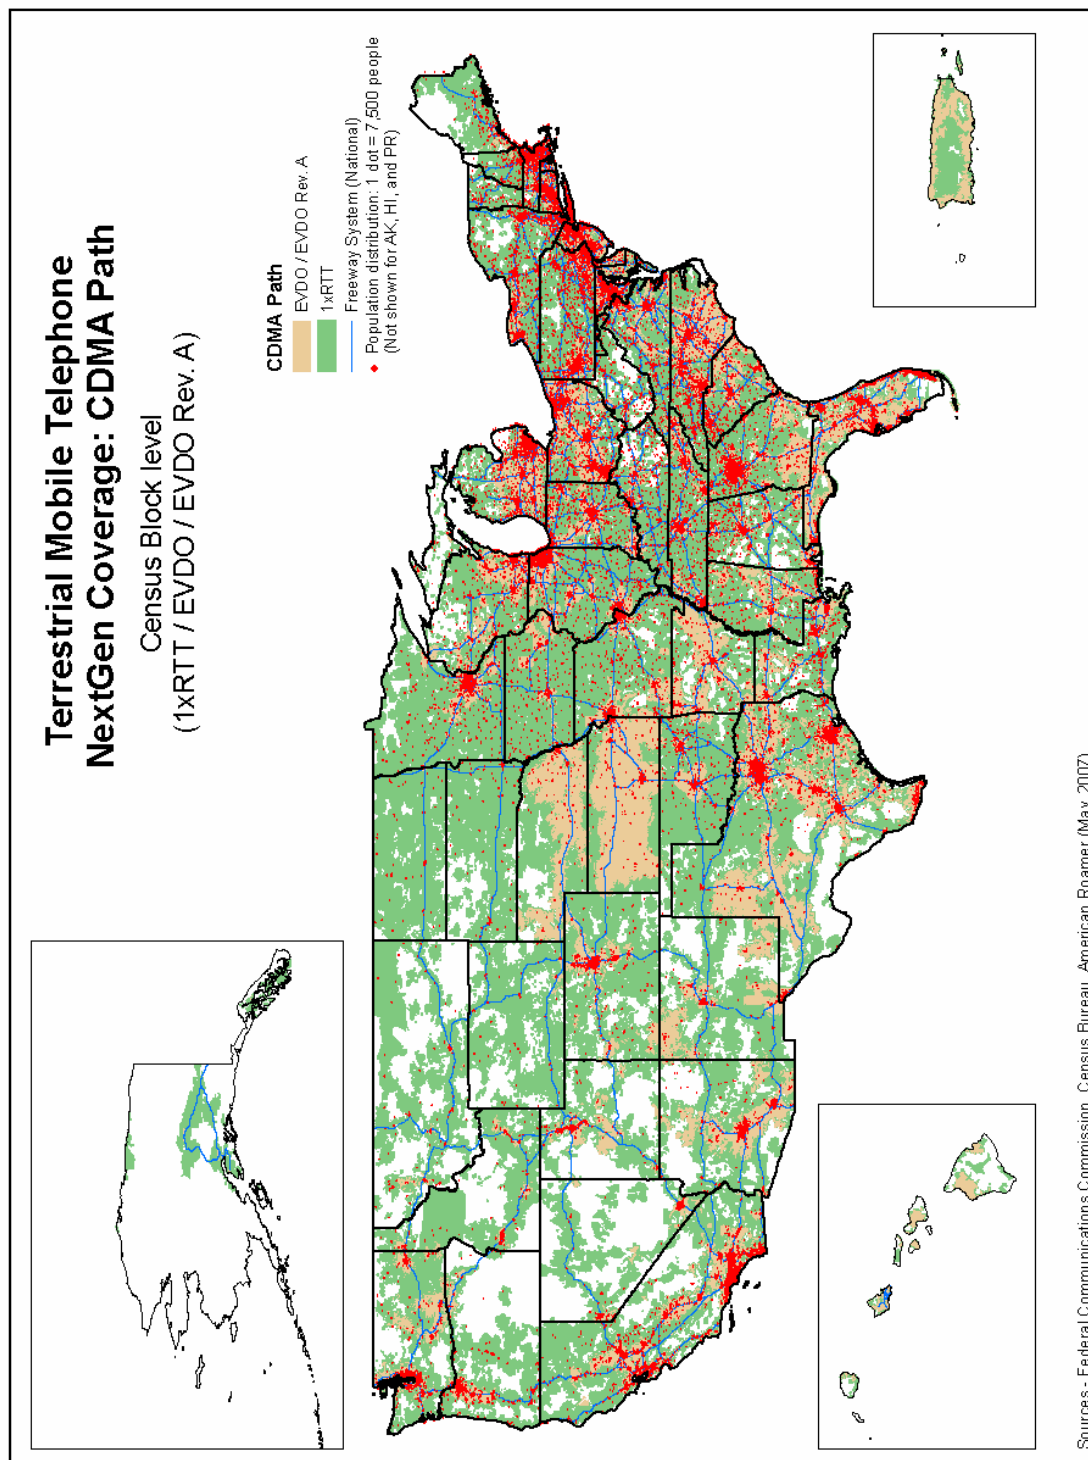 Terrestrial Mobile Telephone
NextGen Coverage: CDMA Path
Census Block level
(1xRTT / EVDO / EVDO Rev. A)
CDMA Path
EVDO / EVDO Rev. A
1xRTT
Freeway System (National)
Population distribution: 1 dot = 7,500 people
(Not shown for AK, HI, and PR)
Sources - Federal Communications Commission, Census Bureau, American Roamer (May, 2007)